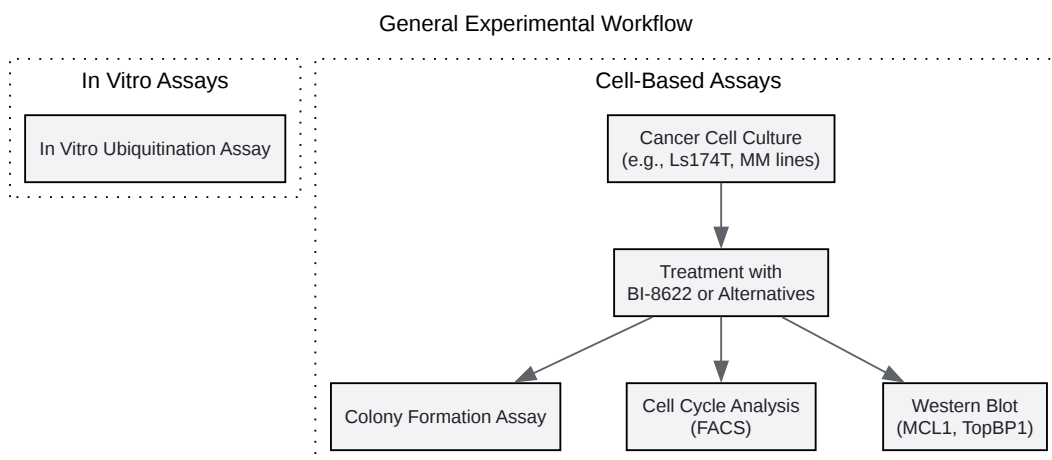 General Experimental Workflow
In Vitro Assays
In Vitro Ubiquitination Assay
Cell-Based Assays
Cancer Cell Culture
(e.g., Ls174T, MM lines)
Treatment with
BI-8622 or Alternatives
Colony Formation Assay
Cell Cycle Analysis
(FACS)
Western Blot
(MCL1, TopBP1)